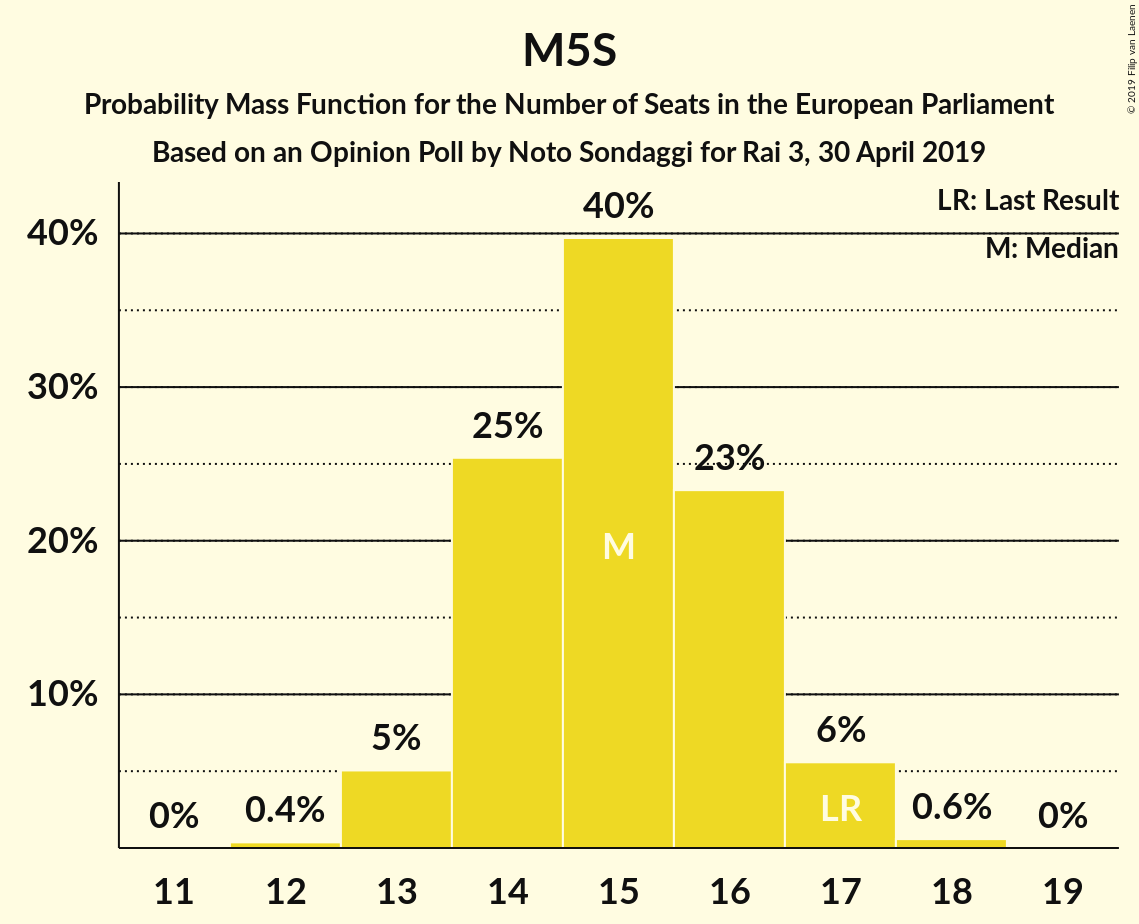 M5S
Probability Mass Function for the Number of Seats in the European Parliament
Based on an Opinion Poll by Noto Sondaggi for Rai 3, 30 April 2019
© 2019 Filip van Laenen
LR: Last Result
M: Median
40%
30%
20%
10%
0%
0.4%
5%
25%
40%
23%
6%
0.6%
0%
M
LR
11 12 13 14 15 16 17 18 19